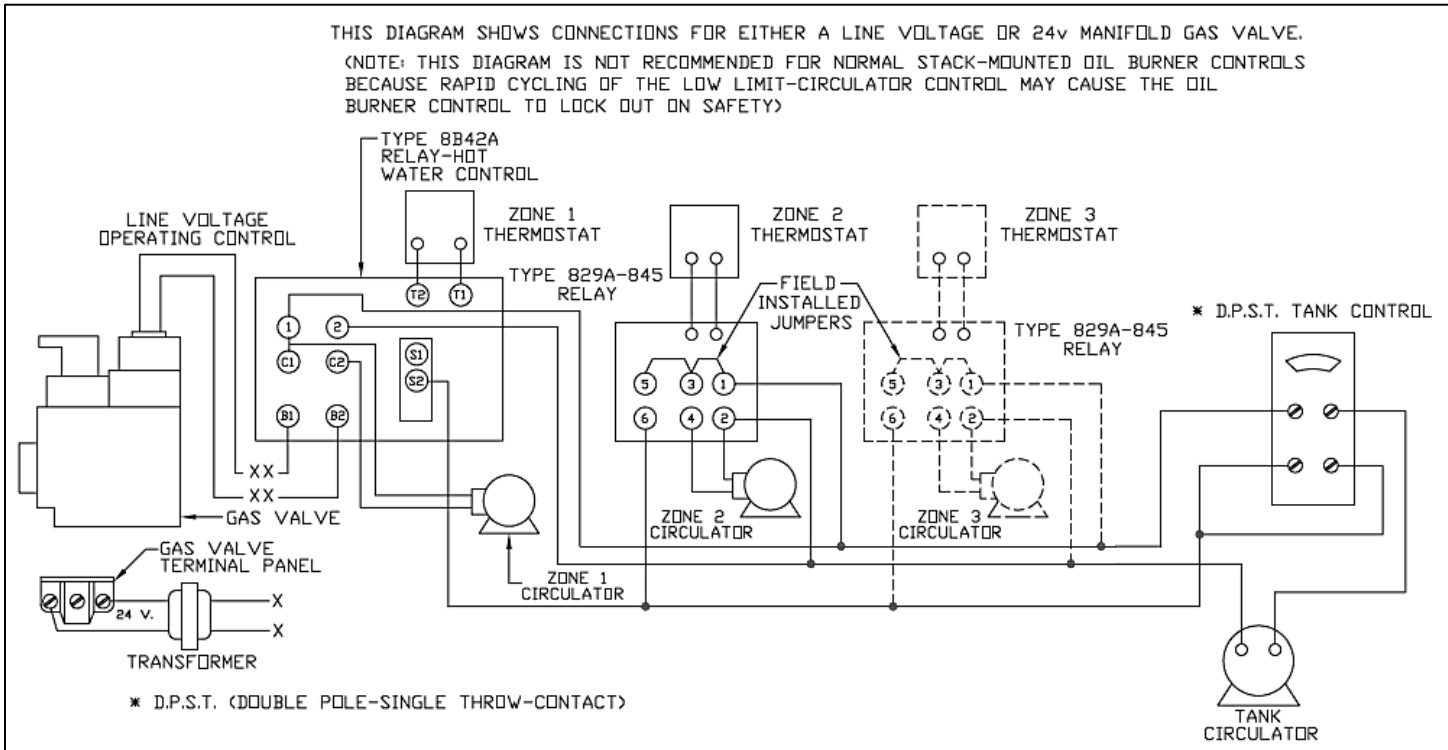 THIS DIAGRAM SHOWS CONNECTIONS FOR EITHER A LINE VOLTAGE OR 24v MANIFOLD GAS VALVE.
(NOTE: THIS DIAGRAM IS NOT RECOMMENDED FOR NORMAL STACK-MOUNTED OIL BURNER CONTROLS
BECAUSE RAPID CYCLING OF THE LOW LIMIT-CIRCULATOR CONTROL MAY CAUSE THE OIL
BURNER CONTROL TO LOCK OUT ON SAFETY)
TYPE 8B42A
RELAY-HOT
WATER CONTROL
LINE VOLTAGE
OPERATING CONTROL
ZONE 1
THERMOSTAT
ZONE 2
THERMOSTAT
ZONE 3
THERMOSTAT
TYPE 829A-845
RELAY
FIELD
INSTALLED
JUMPERS
TYPE 829A-845
RELAY
* D.P.S.T. TANK CONTROL
T2 T1
1 2
C1 C2
S1
S2
B1 B2
5 3 1
6 4 2
5 3 1
6 4 2
XX
XX
GAS VALVE
ZONE 2
CIRCULATOR
ZONE 3
CIRCULATOR
GAS VALVE
TERMINAL PANEL
ZONE 1
CIRCULATOR
24 V.
X
X
TRANSFORMER
* D.P.S.T. (DOUBLE POLE-SINGLE THROW-CONTACT)
TANK
CIRCULATOR